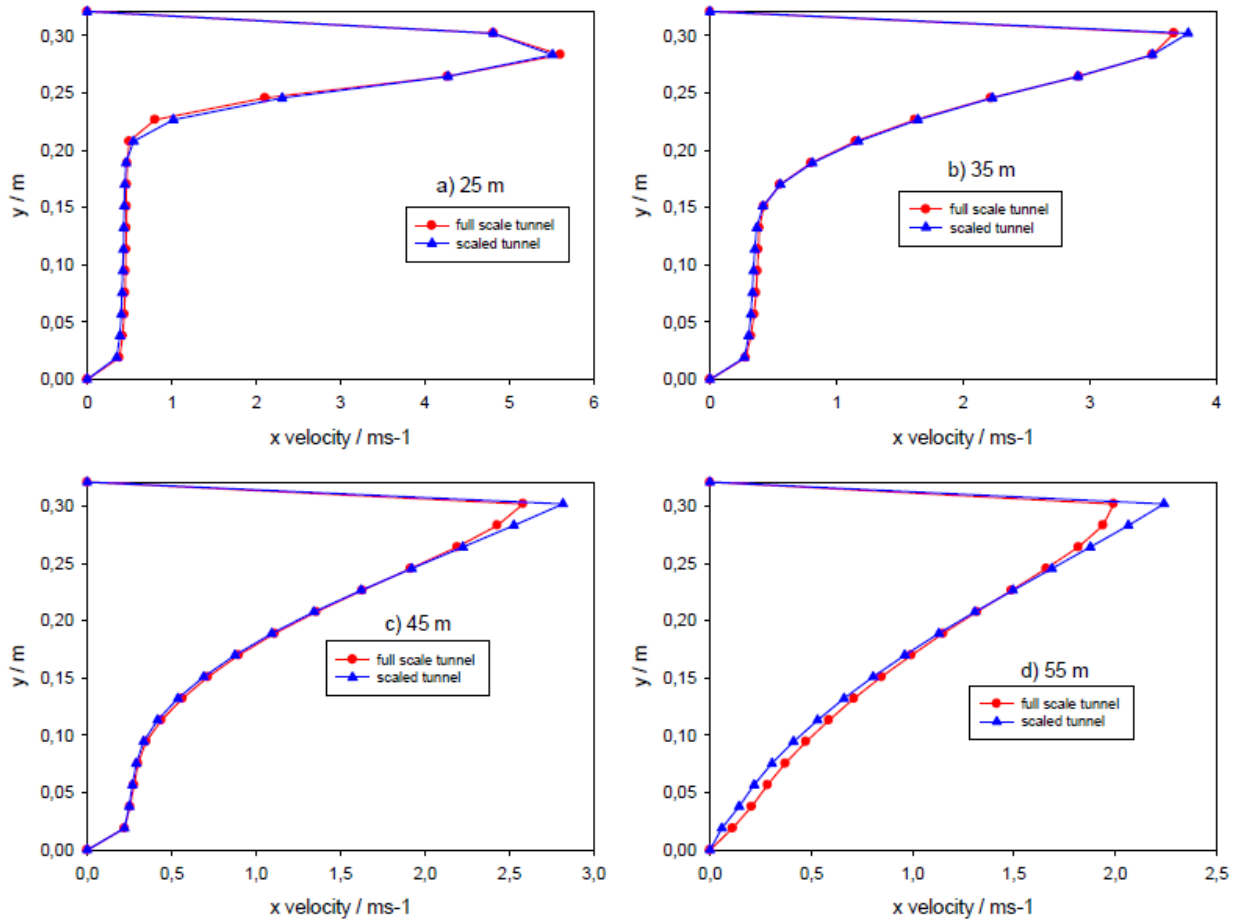 0,30
0,25
0,20
0,15
0,10
0,05
0,00
y / m
0 1 2 3 4 5 6
x velocity / ms-1
a) 25 m
full scale tunnel
scaled tunnel
0,30
0,25
0,20
0,15
0,10
0,05
0,00
y / m
0 1 2 3 4
x velocity / ms-1
b) 35 m
full scale tunnel
scaled tunnel
0,30
0,25
0,20
0,15
0,10
0,05
0,00
y / m
0,0 0,5 1,0 1,5 2,0 2,5 3,0
x velocity / ms-1
c) 45 m
full scale tunnel
scaled tunnel
0,30
0,25
0,20
0,15
0,10
0,05
0,00
y / m
0,0 0,5 1,0 1,5 2,0 2,5
x velocity / ms-1
d) 55 m
full scale tunnel
scaled tunnel